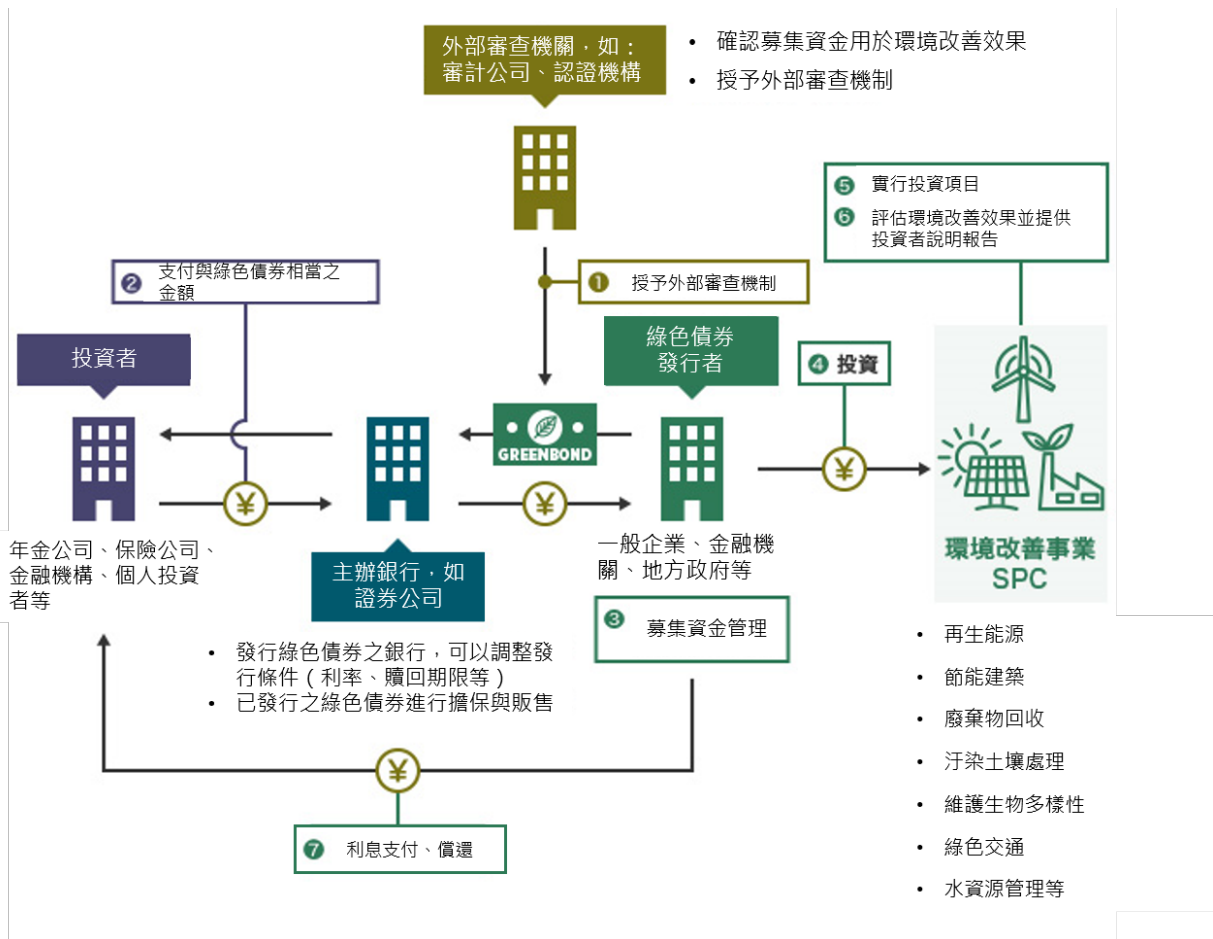 外部審查機關，如：
審計公司、認證機構
• 確認募集資金用於環境改善效果
• 授予外部審查機制
❺ 實行投資項目
❻ 評估環境改善效果並提供
投資者說明報告
❷ 支付與綠色債券相當之
金額
❶ 授予外部審查機制
投資者
綠色債券
發行者
❹ 投資
GREENBOND
¥
¥
¥
年金公司、保險公司、
金融機構、個人投資
者等
主辦銀行，如
證券公司
一般企業、金融機
關、地方政府等
環境改善事業
SPC
❸ 募集資金管理
• 發行綠色債券之銀行，可以調整發
行條件（利率、贖回期限等）
• 已發行之綠色債券進行擔保與販售
• 再生能源
• 節能建築
• 廢棄物回收
• 汙染土壤處理
• 維護生物多樣性
• 綠色交通
• 水資源管理等
¥
❼ 利息支付、償還